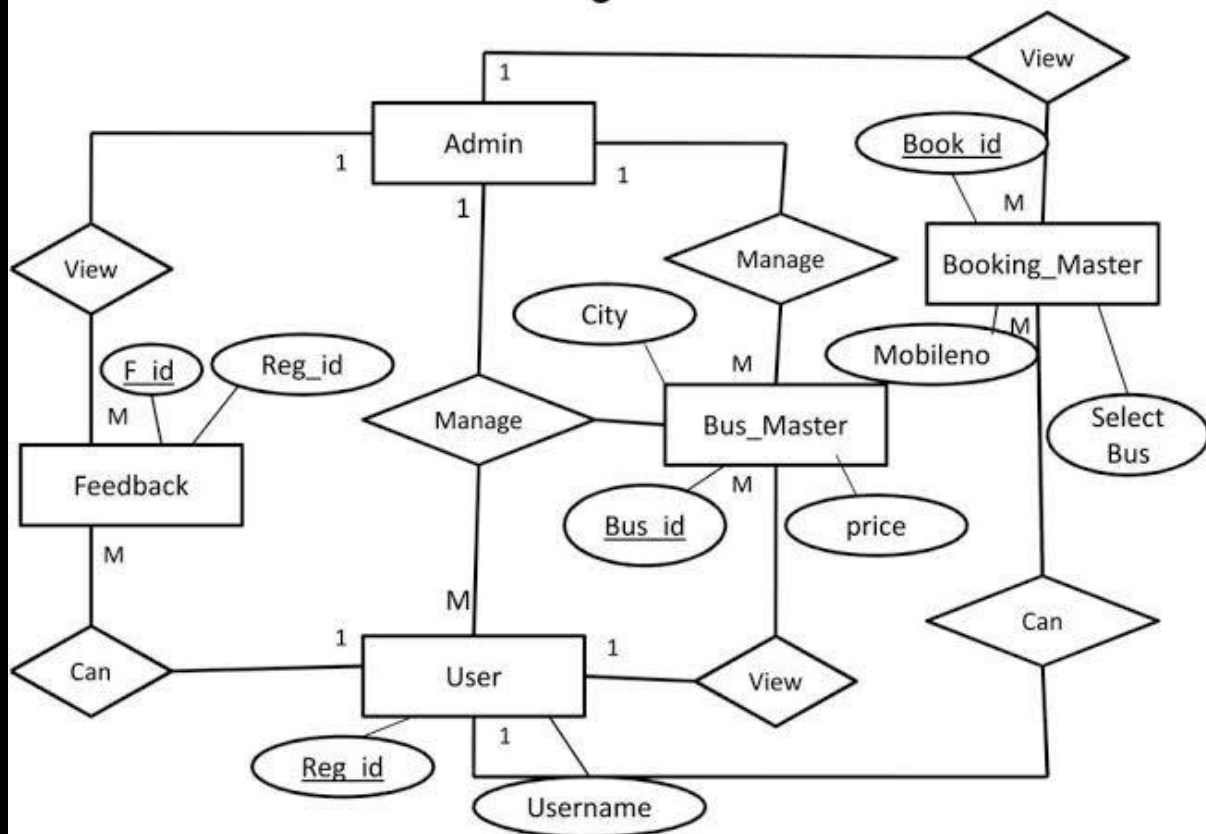 g
View
1
Admin
Book_id
1
1
1
M
View
Manage
Booking_Master
City
M
F_id
Reg_id
Mobileno
M
M
Manage
Bus_Master
Select
Bus
Feedback
M
Bus_id
price
M
M
Can
1
1
Can
User
View
1
Reg_id
Username